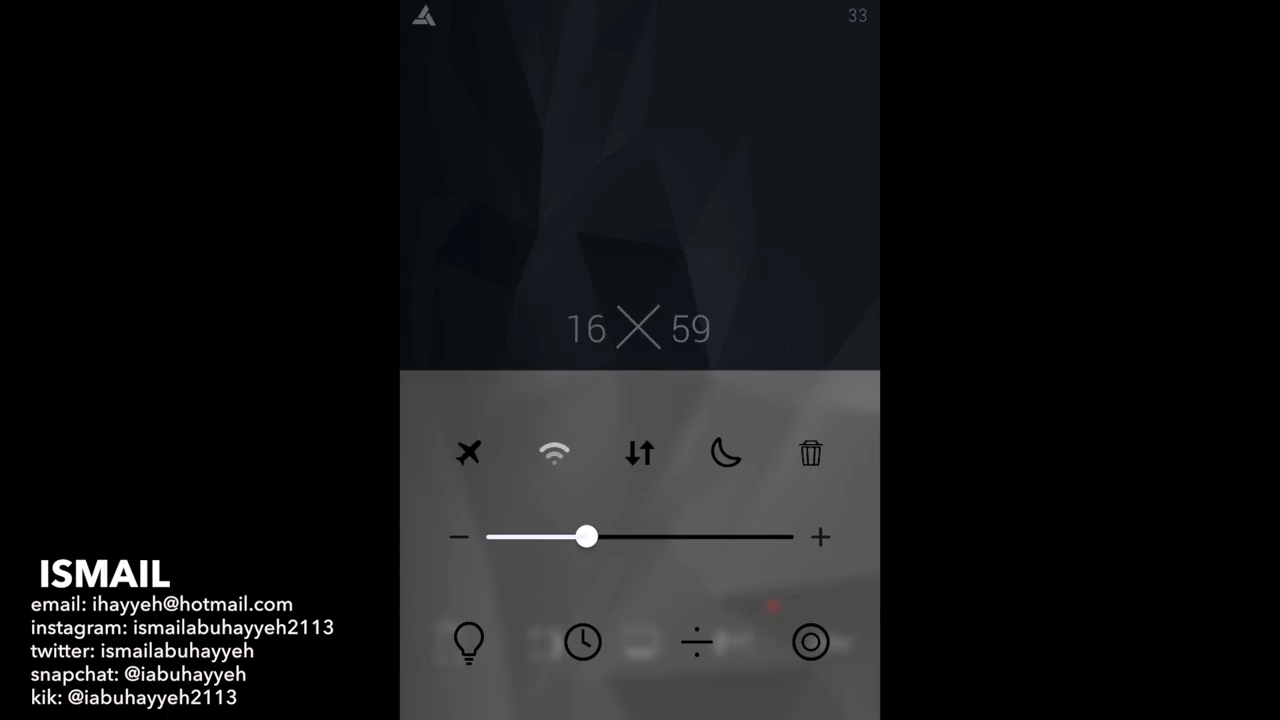 33
16 59
ISMAIL
email: ihayyeh@hotmail.com
instagram: ismailabuhayyeh2113
twitter: ismailabuhayyeh
snapchat: @iabuhayyeh
kik: @iabuhayyeh2113